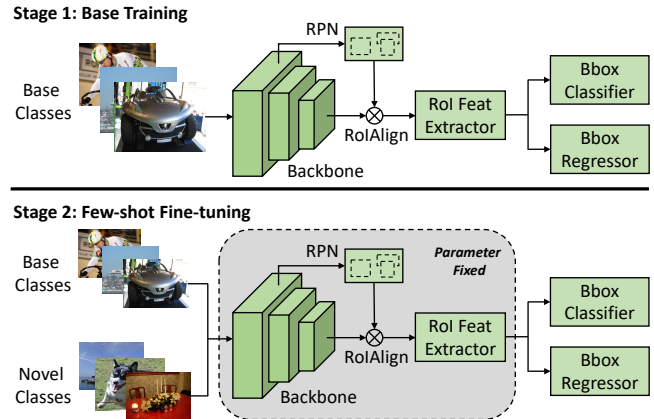 Stage 1: Base Training
RPN
Base
Classes
RoIAlign
RoI Feat
Extractor
Bbox
Classifier
Bbox
Regressor
Backbone
Stage 2: Few-shot Fine-tuning
Base
Classes
RPN
Parameter
Fixed
RoIAlign
RoI Feat
Extractor
Bbox
Classifier
Bbox
Regressor
Novel
Classes
Backbone